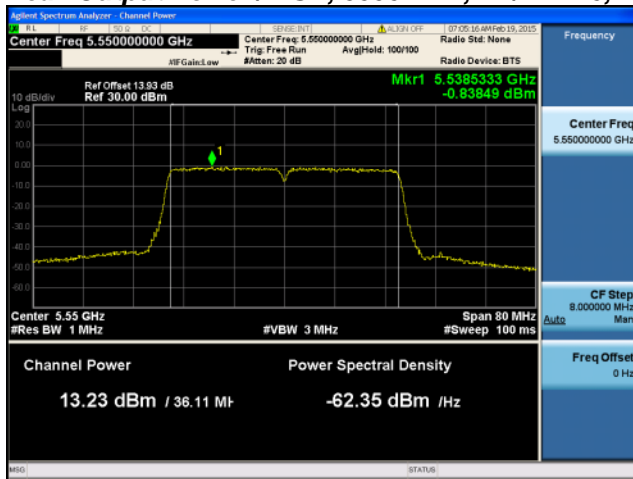 Agilent Spectrum Analyzer - Channel Power
RL RF 50 Ω DC SENSE:INT ALIGN OFF 07:05:16 AM Feb 19, 2015
Center Freq 5.550000000 GHz
Center Freq: 5.550000000 GHz
Radio Std: None
Trig: Free Run Avg|Hold: 100/100
#IFGain:Low #Atten: 20 dB Radio Device: BTS
Frequency
Mkr1 5.5385333 GHz
-0.83849 dBm
Ref Offset 13.93 dB
10 dB/div Ref 30.00 dBm
Log
20.0
10.0
0.00
-10.0
-20.0
-30.0
-40.0
-50.0
-60.0
1
Center Freq
5.550000000 GHz
Center 5.55 GHz Span 80 MHz
#Res BW 1 MHz #VBW 3 MHz #Sweep 100 ms
CF Step
8.000000 MHz
Auto Man
Channel Power Power Spectral Density
13.23 dBm / 36.11 MH -62.35 dBm /Hz
Freq Offset
0 Hz
MSG STATUS